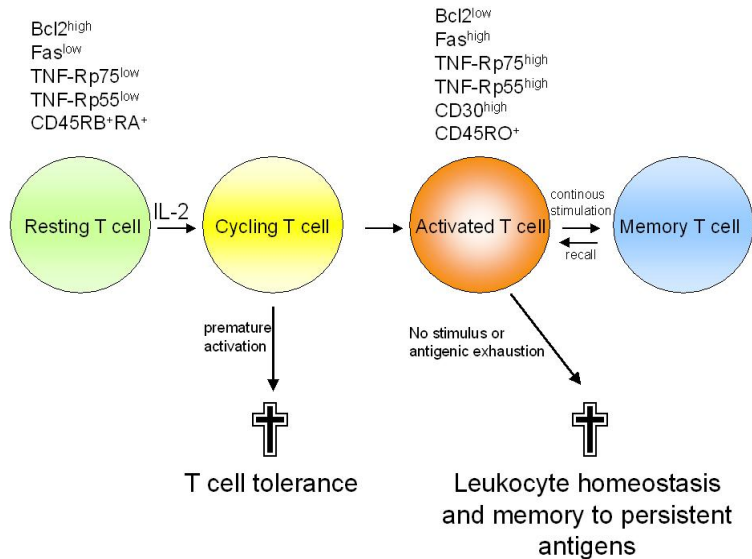 Bcl2high
Faslow
TNF-Rp75low
TNF-Rp55low
CD45RB+RA+
Bcl2low
Fashigh
TNF-Rp75high
TNF-Rp55high
CD30high
CD45RO+
Resting T cell
IL-2
Cycling T cell
Activated T cell
continous
stimulation
recall
Memory T cell
premature
activation
No stimulus or
antigenic exhaustion
T cell tolerance
Leukocyte homeostasis
and memory to persistent
antigens